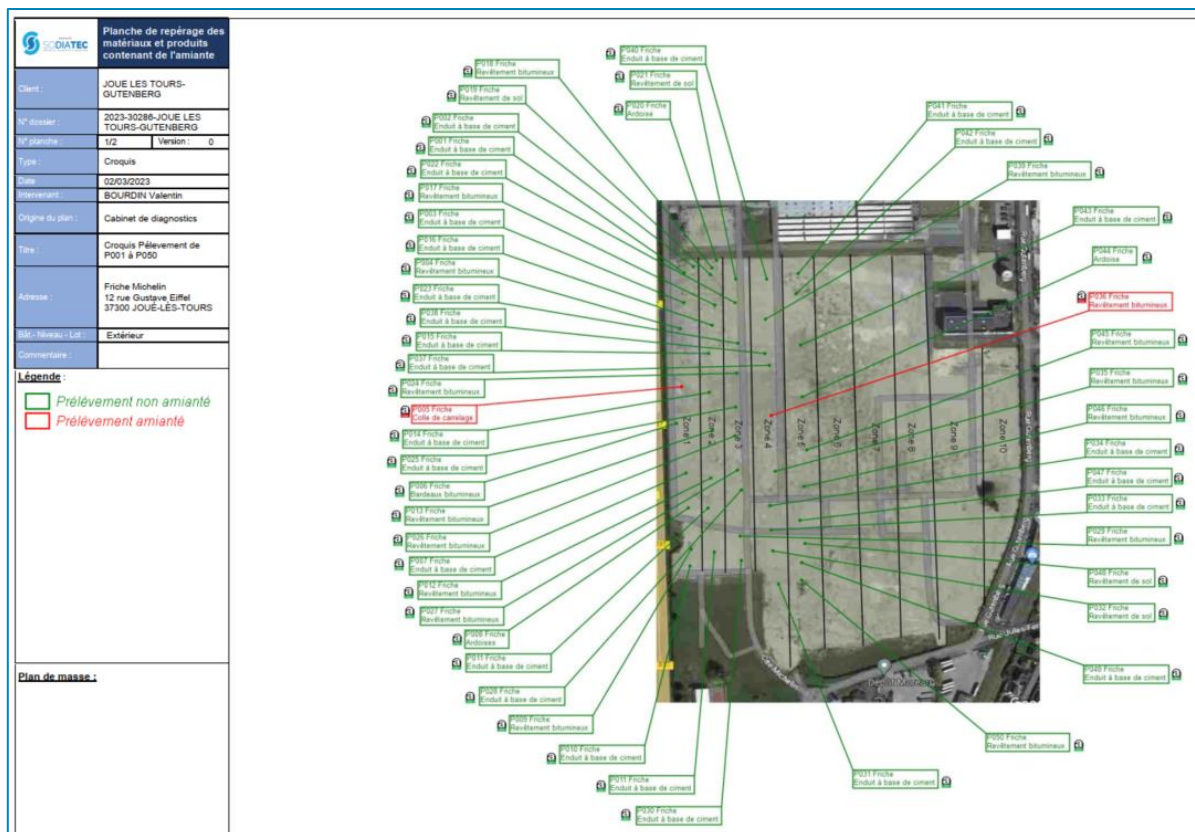 SODIATEC
Planche de repérage des
matériaux et produits
contenant de l'amiante
Client :
JOUE LES TOURS-
GUTENBERG
N° dossier :
2023-30286-JOUE LES
TOURS-GUTENBERG
N° planche :
1/2
Version :
0
Type :
Croquis
Date
02/03/2023
Intervenant :
BOURDIN Valentin
Origine du plan :
Cabinet de diagnostics
Titre :
Croquis Pélevement de
P001 à P050
Adresse :
Friche Michelin
12 rue Gustave Eiffel
37300 JOUÉ-LÈS-TOURS
Bât.- Niveau - Lot :
Extérieur
Commentaire :
Légende :
Prélèvement non amianté
Prélèvement amianté
Plan de masse :
P040 Friche
Enduit à base de ciment
P018 Friche
Revêtement bitumineux
P021 Friche
Revêtement de sol
P019 Friche
Revêtement de sol
P020 Friche
Ardoise
P002 Friche
Enduit à base de ciment
P001 Friche
Enduit à base de ciment
P022 Friche
Enduit à base de ciment
P017 Friche
Revêtement bitumineux
P003 Friche
Enduit à base de ciment
P016 Friche
Enduit à base de ciment
P004 Friche
Revêtement bitumineux
P023 Friche
Enduit à base de ciment
P038 Friche
Enduit à base de ciment
P015 Friche
Enduit à base de ciment
P037 Friche
Enduit à base de ciment
P024 Friche
Revêtement bitumineux
P005 Friche
Colle de carrelage
P014 Friche
Enduit à base de ciment
P025 Friche
Enduit à base de ciment
P006 Friche
Bardeaux bitumineux
P013 Friche
Revêtement bitumineux
P026 Friche
Revêtement bitumineux
P007 Friche
Enduit à base de ciment
P012 Friche
Revêtement bitumineux
P027 Friche
Revêtement bitumineux
P008 Friche
Ardoises
P011 Friche
Enduit à base de ciment
P028 Friche
Enduit à base de ciment
P009 Friche
Revêtement bitumineux
P010 Friche
Enduit à base de ciment
P011 Friche
Enduit à base de ciment
P030 Friche
Enduit à base de ciment
P041 Friche
Enduit à base de ciment
P042 Friche
Enduit à base de ciment
P039 Friche
Revêtement bitumineux
P043 Friche
Enduit à base de ciment
P044 Friche
Ardoise
P036 Friche
Revêtement bitumineux
P045 Friche
Revêtement bitumineux
P035 Friche
Revêtement bitumineux
P046 Friche
Revêtement bitumineux
P034 Friche
Enduit à base de ciment
P047 Friche
Enduit à base de ciment
P033 Friche
Enduit à base de ciment
P029 Friche
Revêtement bitumineux
P048 Friche
Revêtement de sol
P032 Friche
Revêtement de sol
P049 Friche
Enduit à base de ciment
P050 Friche
Revêtement bitumineux
P031 Friche
Enduit à base de ciment
Zone 1
Zone 2
Zone 3
Zone 4
Zone 5
Zone 6
Zone 7
Zone 8
Zone 9
Zone 10
Rue Gutenberg
Rue Gutenberg